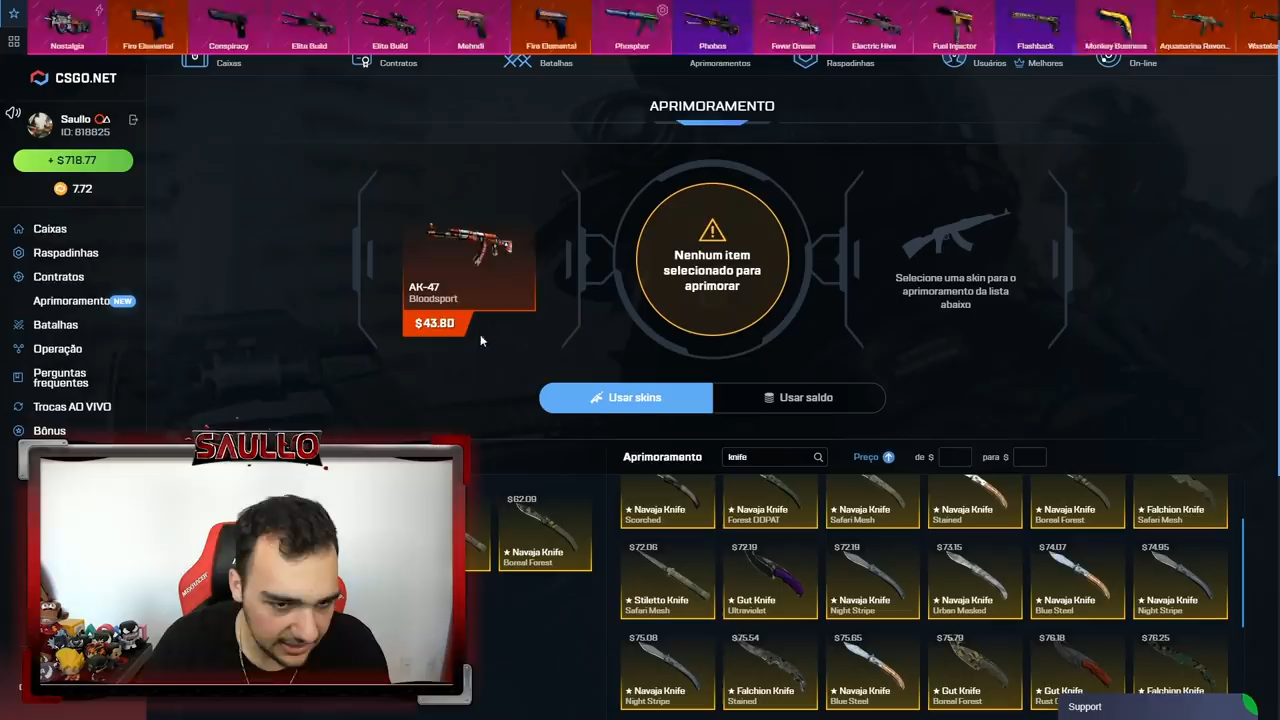 Nostalgia
Fire Elemental
Conspiracy
Elite Build
Elite Build
Mehndi
Fire Elemental
Phosphor
Phobos
Fever Dream
Electric Hive
Fuel Injector
Flashback
Monkey Business
Aquamarine Reven...
CSGO.NET
Caixas
Contratos
Batalhas
Aprimoramentos
Raspadinhas
Usuários
Melhores
On-line
Saullo
ID: 818825
+ $718.77
7.72
Caixas
Raspadinhas
Contratos
Aprimoramento NEW
Batalhas
Operação
Perguntas
frequentes
Trocas AO VIVO
Bônus
APRIMORAMENTO
AK-47
Bloodsport
$43.80
Nenhum item
selecionado para
aprimorar
Selecione uma skin para o
aprimoramento da lista
abaixo
Usar skins
Usar saldo
SAULLO
MAXRACER
$62.09
★ Navaja Knife
Boreal Forest
Aprimoramento
knife
Preço
de $
para $
★ Navaja Knife
Scorched
★ Navaja Knife
Forest DDPAT
★ Navaja Knife
Safari Mesh
★ Navaja Knife
Stained
★ Navaja Knife
Boreal Forest
★ Falchion Knife
Safari Mesh
$72.06
★ Stiletto Knife
Safari Mesh
$72.19
★ Gut Knife
Ultraviolet
$72.19
★ Navaja Knife
Night Stripe
$73.15
★ Navaja Knife
Urban Masked
$74.07
★ Navaja Knife
Blue Steel
$74.95
★ Navaja Knife
Night Stripe
$75.08
★ Navaja Knife
Night Stripe
$75.54
★ Falchion Knife
Stained
$75.65
★ Navaja Knife
Blue Steel
$75.79
★ Gut Knife
Boreal Forest
$76.18
★ Gut Knife
Rust
$76.25
★ Falchion Knife
Support